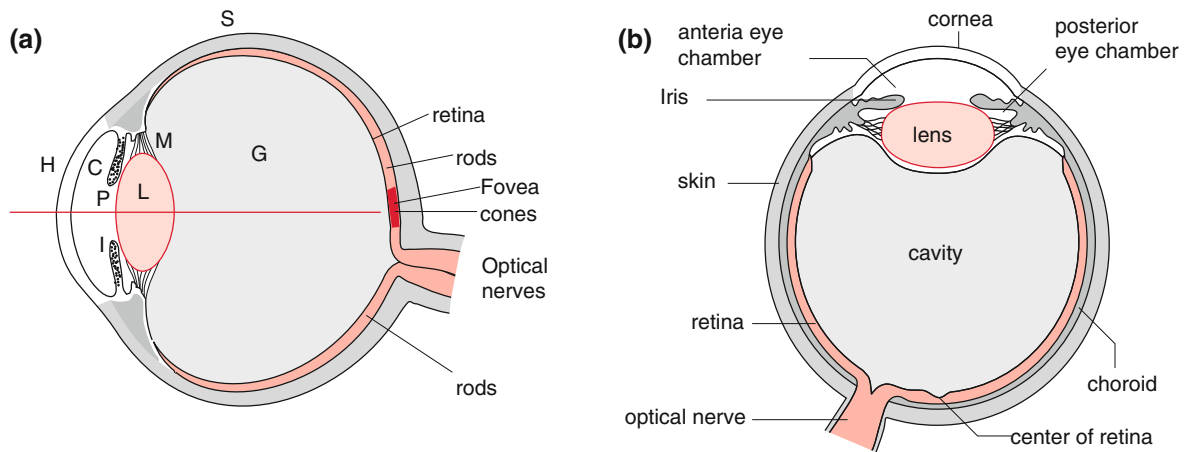 (a)
S
H
C
P
M
L
I
G
retina
rods
Fovea
cones
Optical
nerves
rods
(b)
anteria eye
chamber
cornea
posterior
eye chamber
Iris
lens
skin
cavity
retina
choroid
optical nerve
center of retina